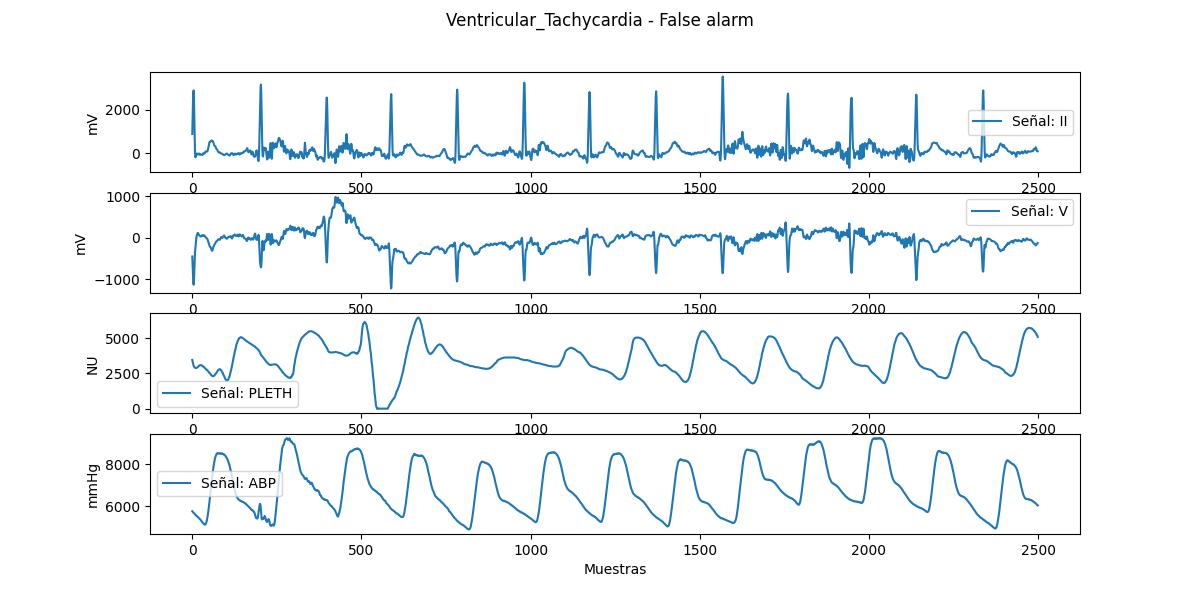 Ventricular_Tachycardia - False alarm
mV
2000
0
Señal: II
0 500 1000 1500 2000 2500
mV
1000
0
−1000
Señal: V
0 500 1000 1500 2000 2500
NU
5000
2500
0
Señal: PLETH
0 500 1000 1500 2000 2500
mmHg
8000
6000
Señal: ABP
0 500 1000 1500 2000 2500
Muestras